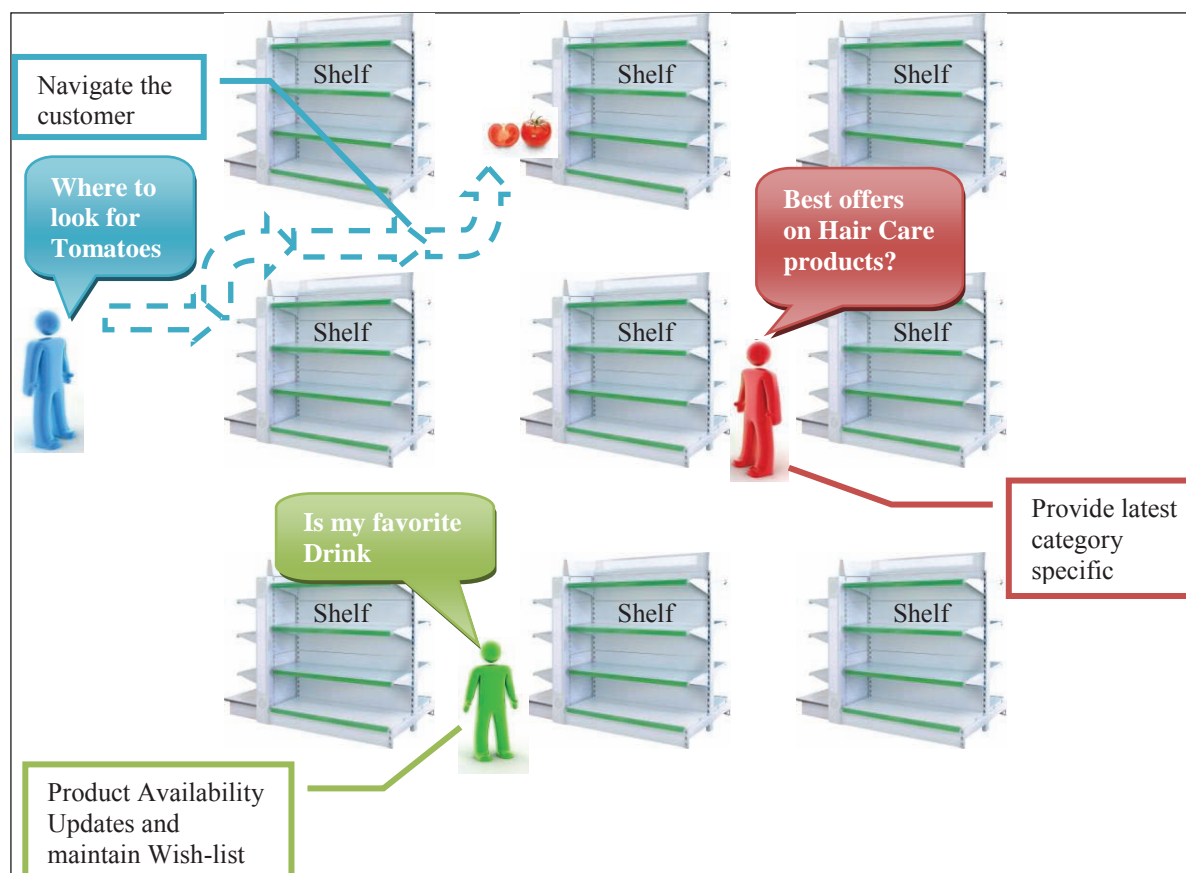 Shelf
Shelf
Shelf
Navigate the
customer
Where to
look for
Tomatoes
Best offers
on Hair Care
products?
Shelf
Shelf
Shelf
Provide latest
category
specific
Is my favorite
Drink
Shelf
Shelf
Shelf
Product Availability
Updates and
maintain Wish-list